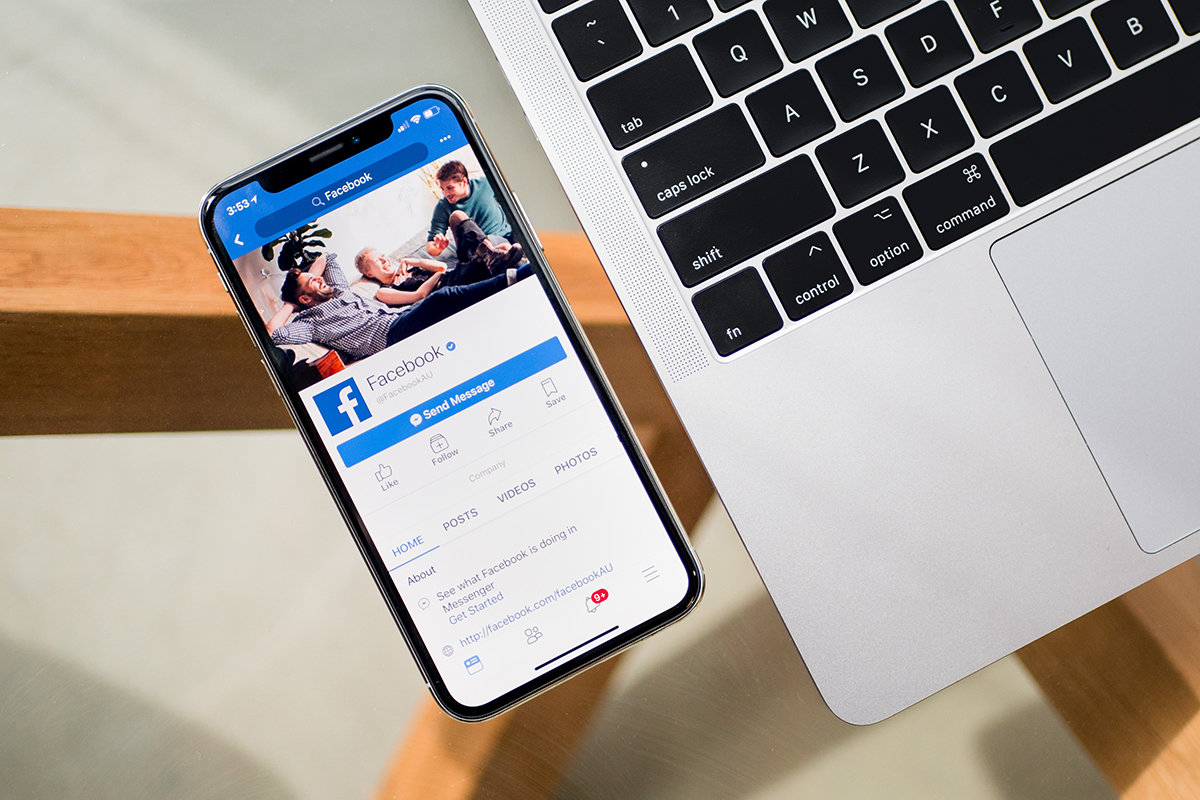 3:53
Facebook
Facebook
@FacebookAU
Send Message
Like
Follow
Share
Save
Company
HOME
POSTS
VIDEOS
PHOTOS
About
See what Facebook is doing in
Messenger
Get Started
http://facebook.com/facebookAU
9+
~
`
1
tab
Q
W
caps lock
A
S
D
F
shift
Z
X
C
V
B
fn
control
option
command